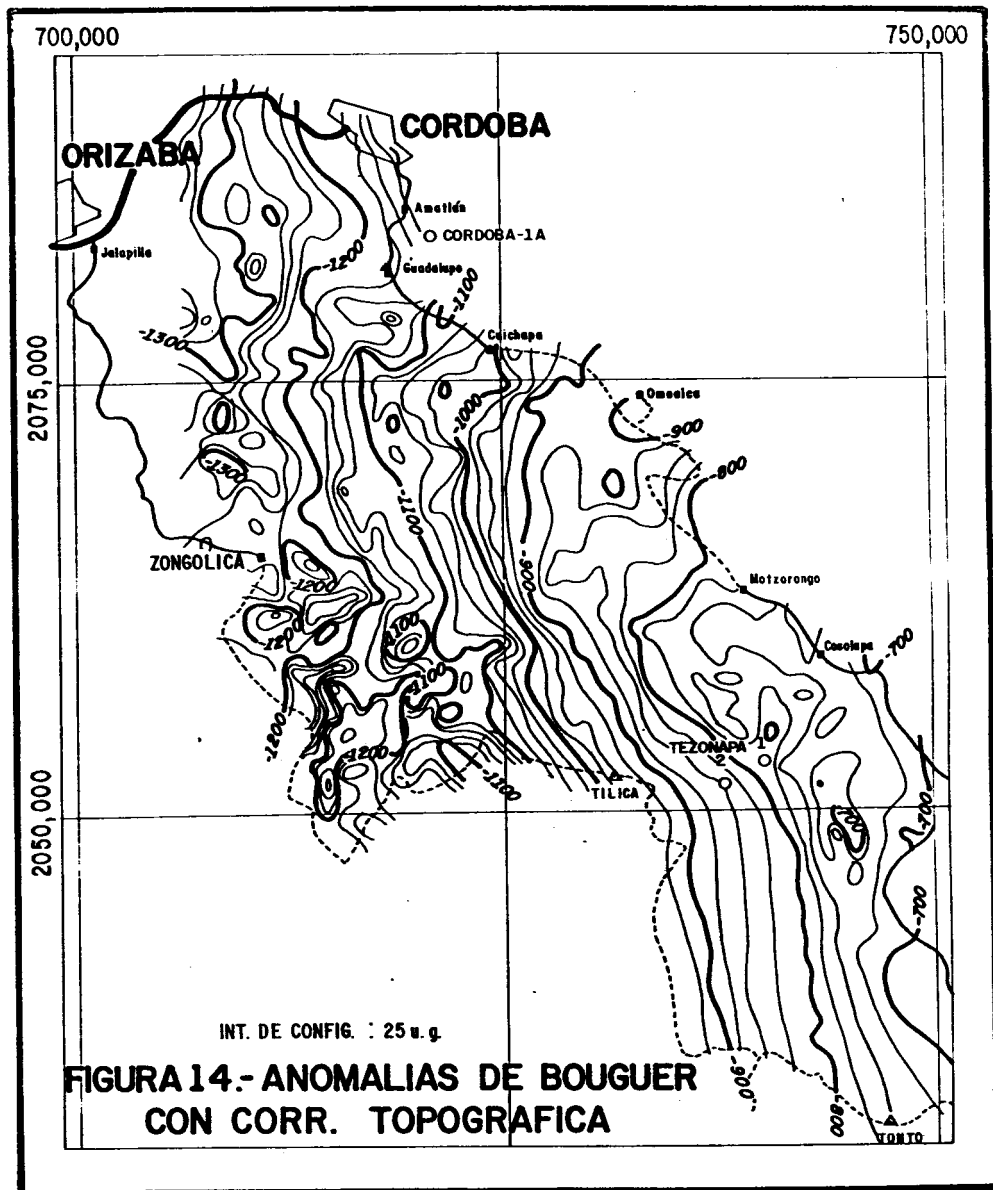 700,000
750,000
CORDOBA
ORIZABA
Amatlán
CORDOBA-1A
Jalapilla
-1200
Guadalupe
-1100
-1300
Cuichapa
2075,000
Omealca
-1000
-900
-800
-1300
-1100
ZONGOLICA
-900
-1200
Motzorongo
-1200
-1100
Cosolapa
-700
-1100
-1200
-1200
TEZONAPA 1
2
-1100
TILICA
2050,000
-700
700
-700
INT. DE CONFIG. : 25 u.g.
FIGURA 14.- ANOMALIAS DE BOUGUER
CON CORR. TOPOGRAFICA
-900
-800
TONTO